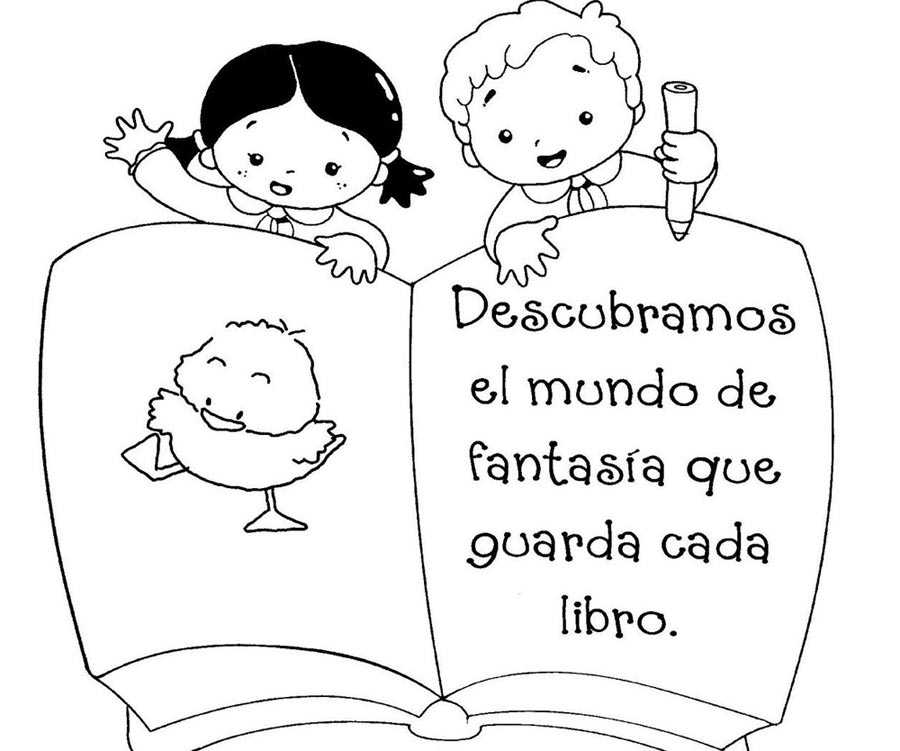 Descubramos
el mundo de
fantasía que
guarda cada
libro.